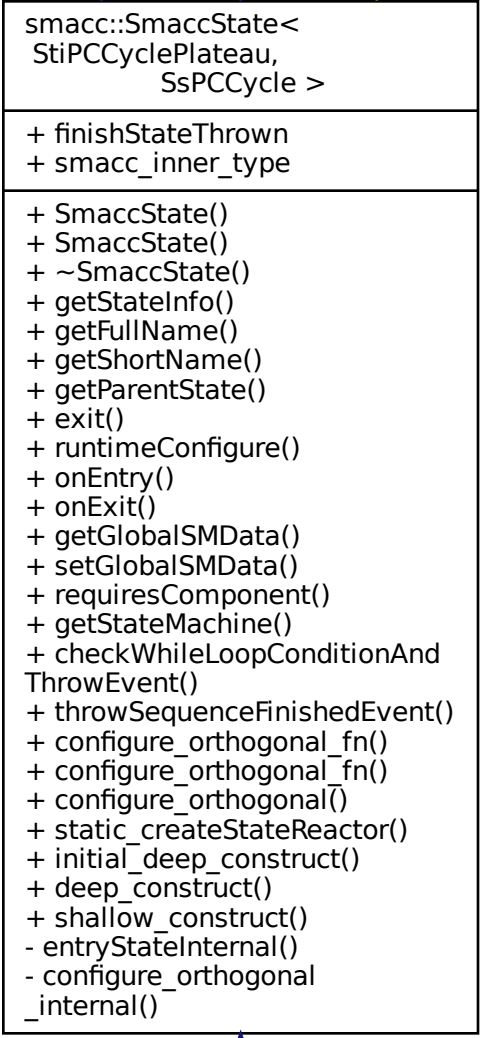 smacc::SmaccState<
StiPCCyclePlateau,
SsPCCycle >
+ finishStateThrown
+ smacc_inner_type
+ SmaccState()
+ SmaccState()
+ ~SmaccState()
+ getStateInfo()
+ getFullName()
+ getShortName()
+ getParentState()
+ exit()
+ runtimeConfigure()
+ onEntry()
+ onExit()
+ getGlobalSMData()
+ setGlobalSMData()
+ requiresComponent()
+ getStateMachine()
+ checkWhileLoopConditionAnd
ThrowEvent()
+ throwSequenceFinishedEvent()
+ configure_orthogonal_fn()
+ configure_orthogonal_fn()
+ configure_orthogonal()
+ static_createStateReactor()
+ initial_deep_construct()
+ deep_construct()
+ shallow_construct()
- entryStateInternal()
- configure_orthogonal
_internal()